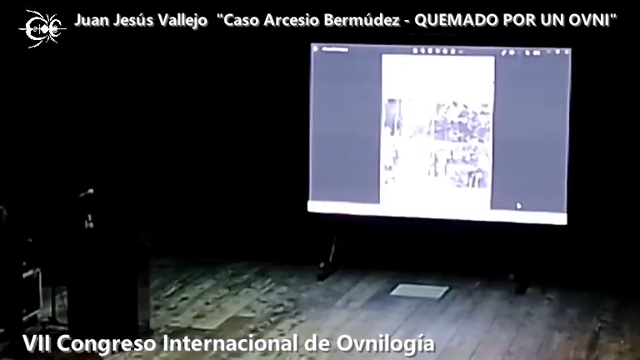 Juan Jesús Vallejo "Caso Arcesio Bermúdez - QUEMADO POR UN OVNI"
VII Congreso Internacional de Ovnilogía